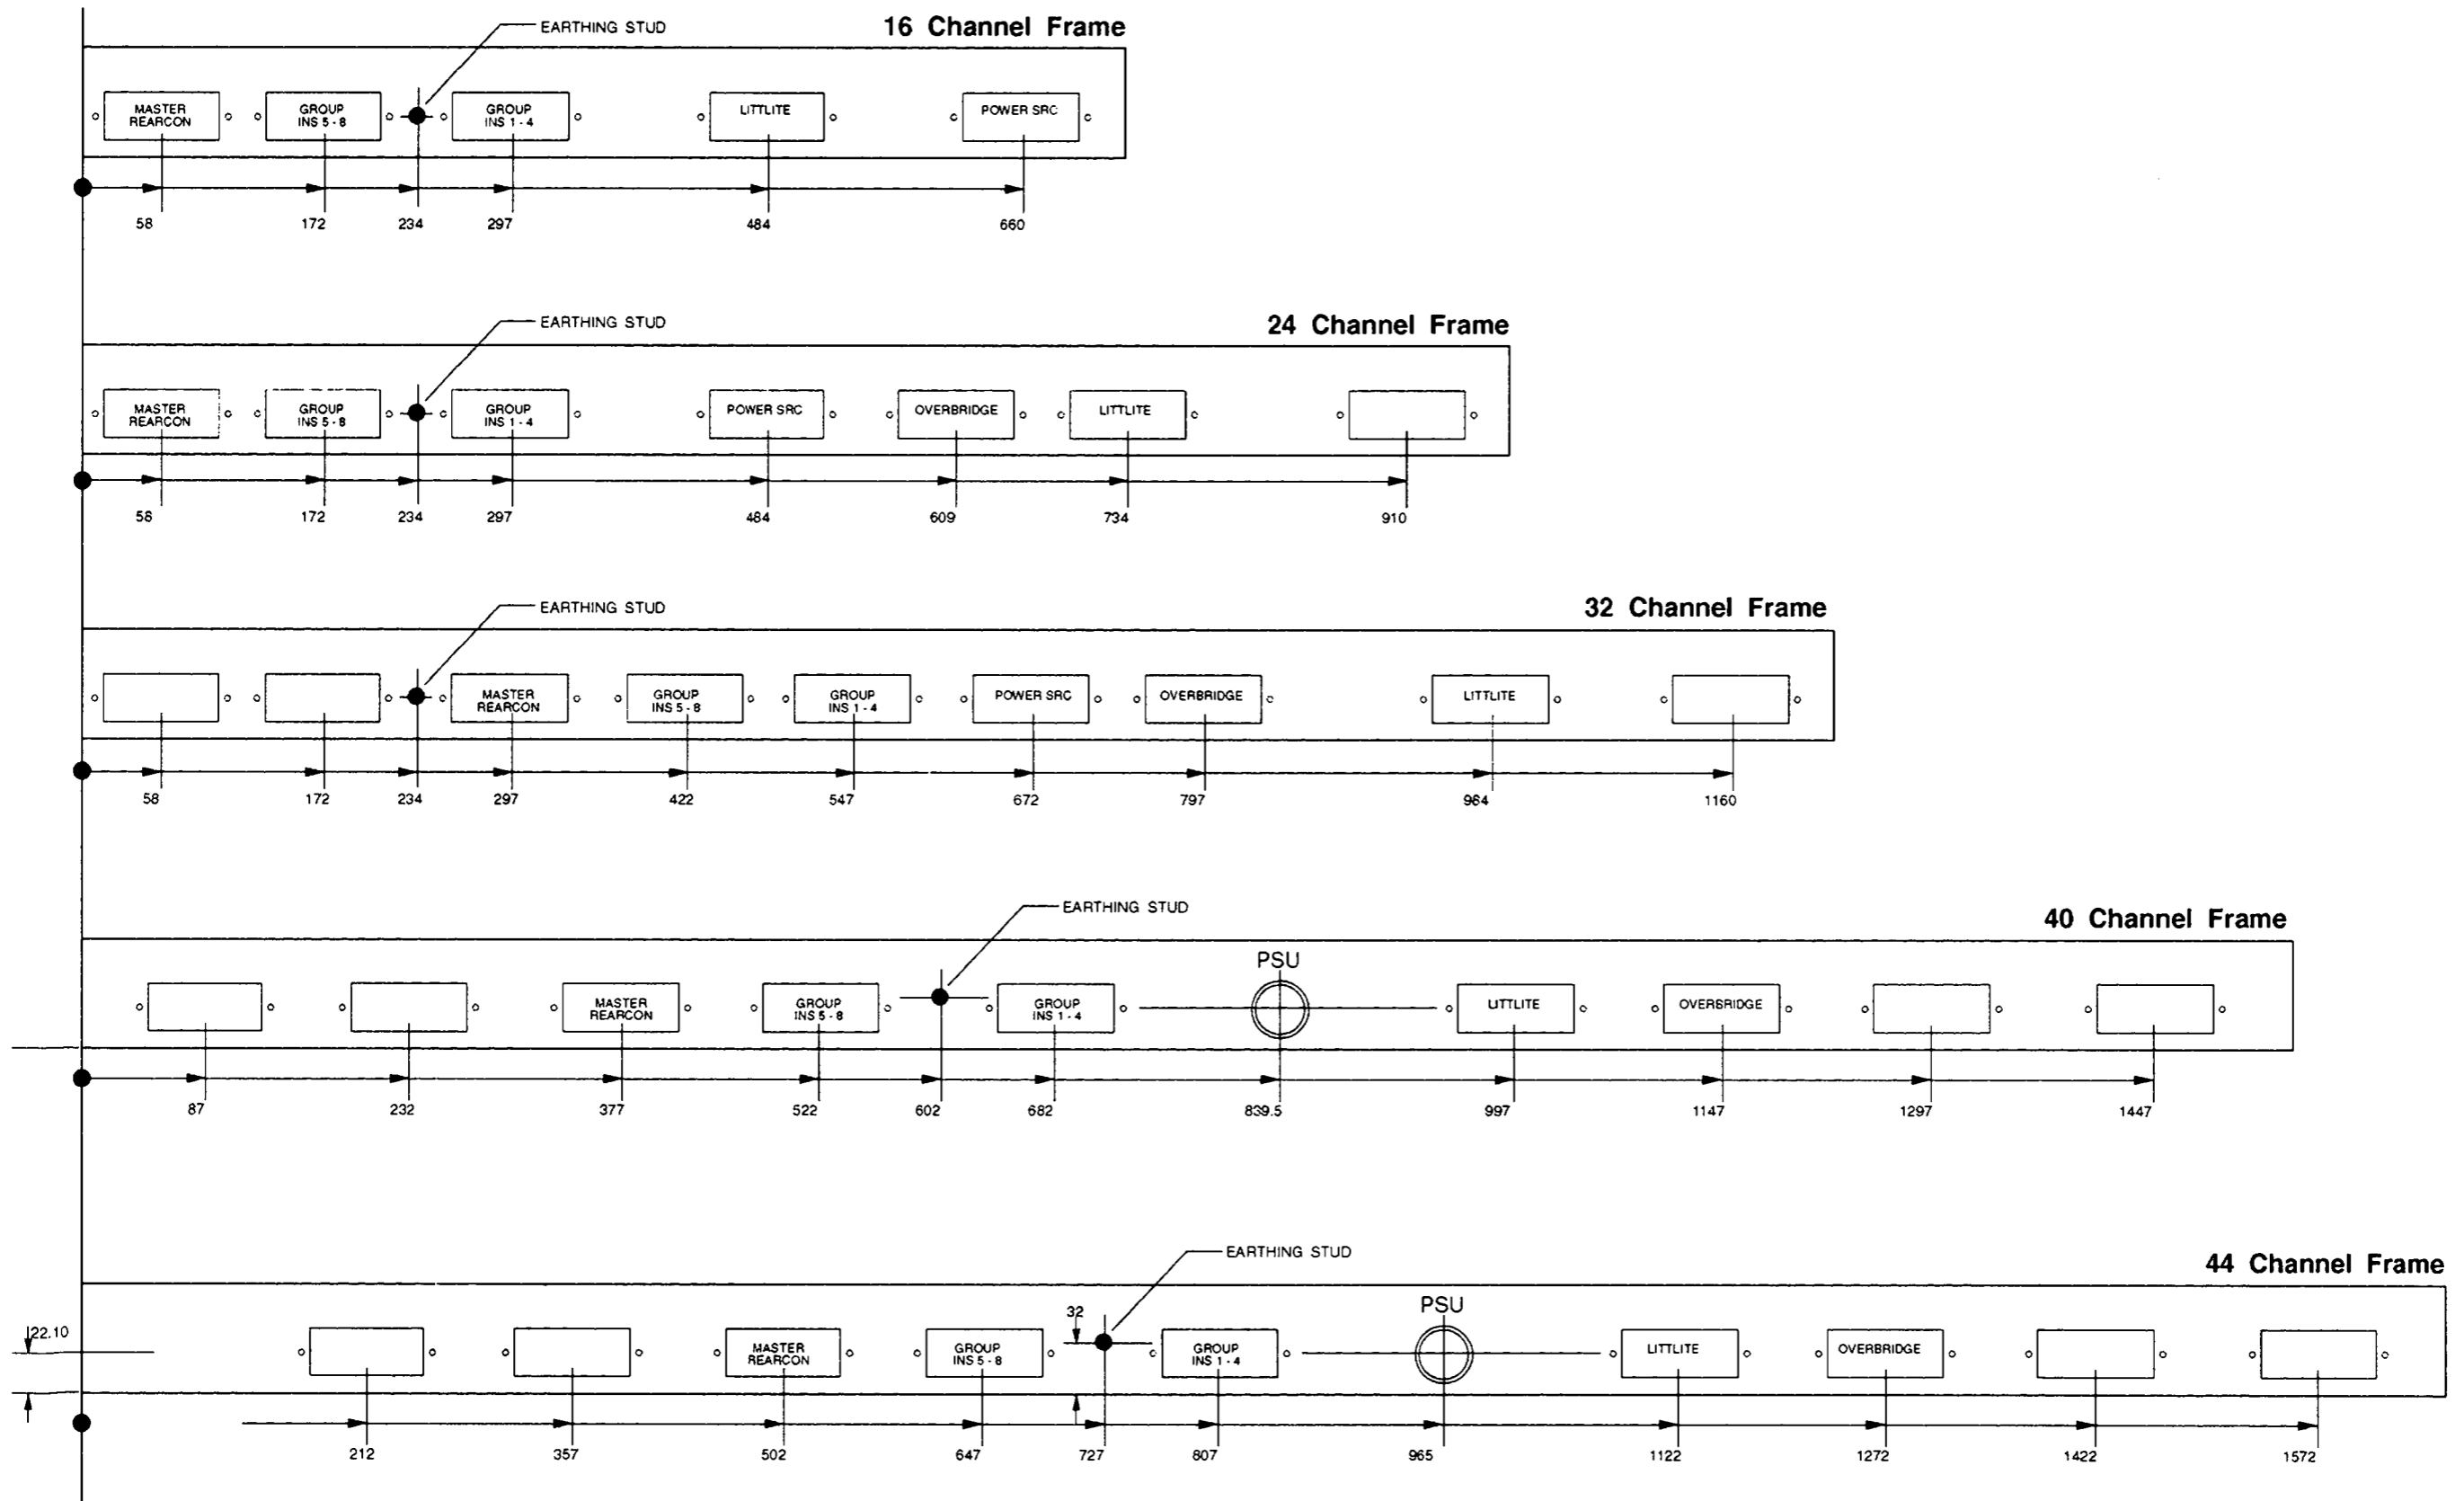 16 Channel Frame
EARTHING STUD
MASTER
REARCON
GROUP
INS 5 - 8
GROUP
INS 1 - 4
LITTLITE
POWER SRC
58
172
234
297
484
660
24 Channel Frame
EARTHING STUD
MASTER
REARCON
GROUP
INS 5 - 8
GROUP
INS 1 - 4
POWER SRC
OVERBRIDGE
LITTLITE
58
172
234
297
484
609
734
910
32 Channel Frame
EARTHING STUD
MASTER
REARCON
GROUP
INS 5 - 8
GROUP
INS 1 - 4
POWER SRC
OVERBRIDGE
LITTLITE
58
172
234
297
422
547
672
797
984
1160
40 Channel Frame
EARTHING STUD
PSU
MASTER
REARCON
GROUP
INS 5 - 8
GROUP
INS 1 - 4
LITTLITE
OVERBRIDGE
87
232
377
522
602
682
839.5
997
1147
1297
1447
44 Channel Frame
EARTHING STUD
PSU
32
22.10
MASTER
REARCON
GROUP
INS 5 - 8
GROUP
INS 1 - 4
LITTLITE
OVERBRIDGE
212
357
502
647
727
807
965
1122
1272
1422
1572